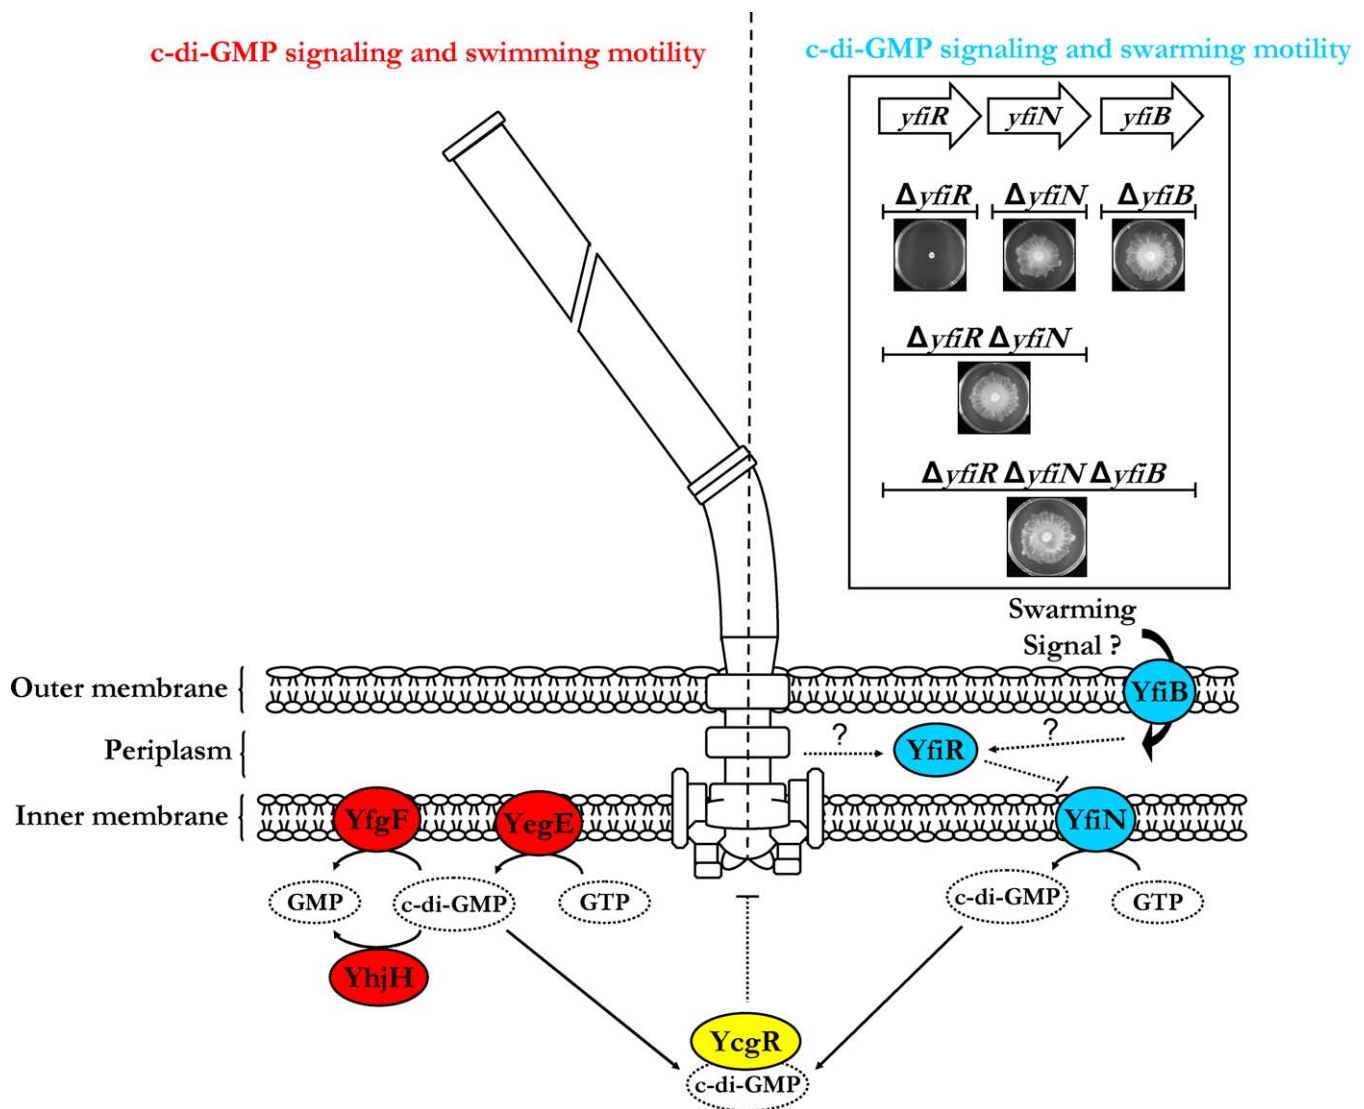 c-di-GMP signaling and swimming motility
c-di-GMP signaling and swarming motility
yfiR
yfiN
yfiB
ΔyfiR
ΔyfiN
ΔyfiB
ΔyfiR ΔyfiN
ΔyfiR ΔyfiN ΔyfiB
Swarming
Signal ?
Outer membrane
YfiB
Periplasm
?
YfiR
?
Inner membrane
YfgF
YegE
YfiN
GMP
c-di-GMP
GTP
c-di-GMP
GTP
YhjH
YcgR
c-di-GMP